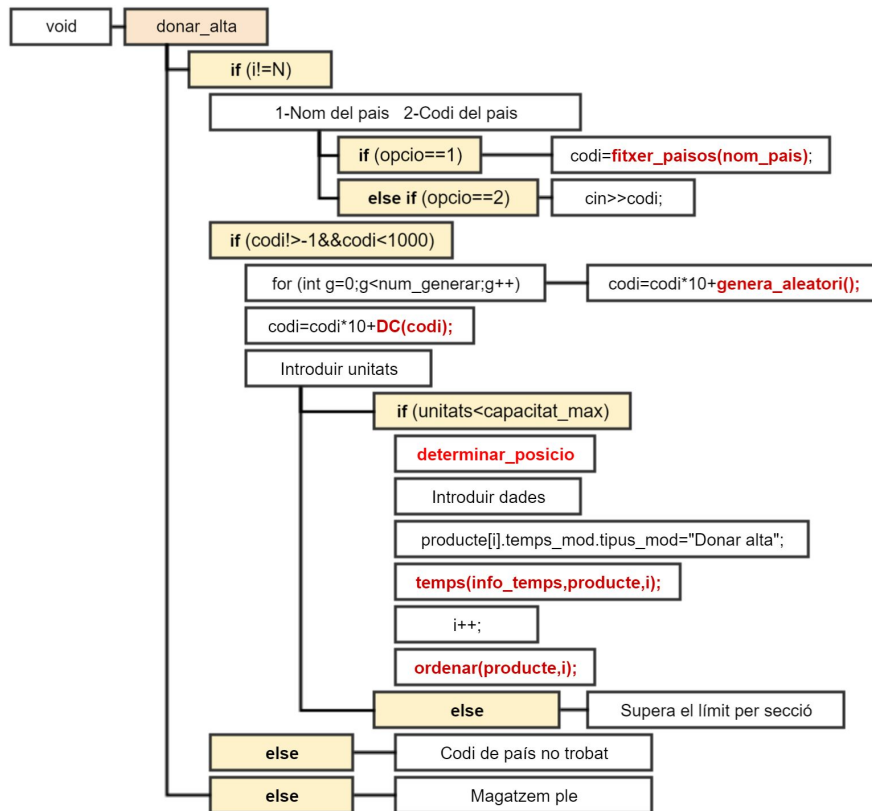 void donar_alta
if (i!=N)
1-Nom del pais 2-Codi del pais
if (opcio==1) codi=fitxer_paisos(nom_pais);
else if (opcio==2) cin>>codi;
if (codi!>-1&&codi<1000)
for (int g=0;g<num_generar;g++) codi=codi*10+genera_aleatori();
codi=codi*10+DC(codi);
Introduir unitats
if (unitats<capacitat_max)
determinar_posicio
Introduir dades
producte[i].temps_mod.tipus_mod="Donar alta";
temps(info_temps,producte,i);
i++;
ordenar(producte,i);
else Supera el límit per secció
else Codi de país no trobat
else Magatzem ple